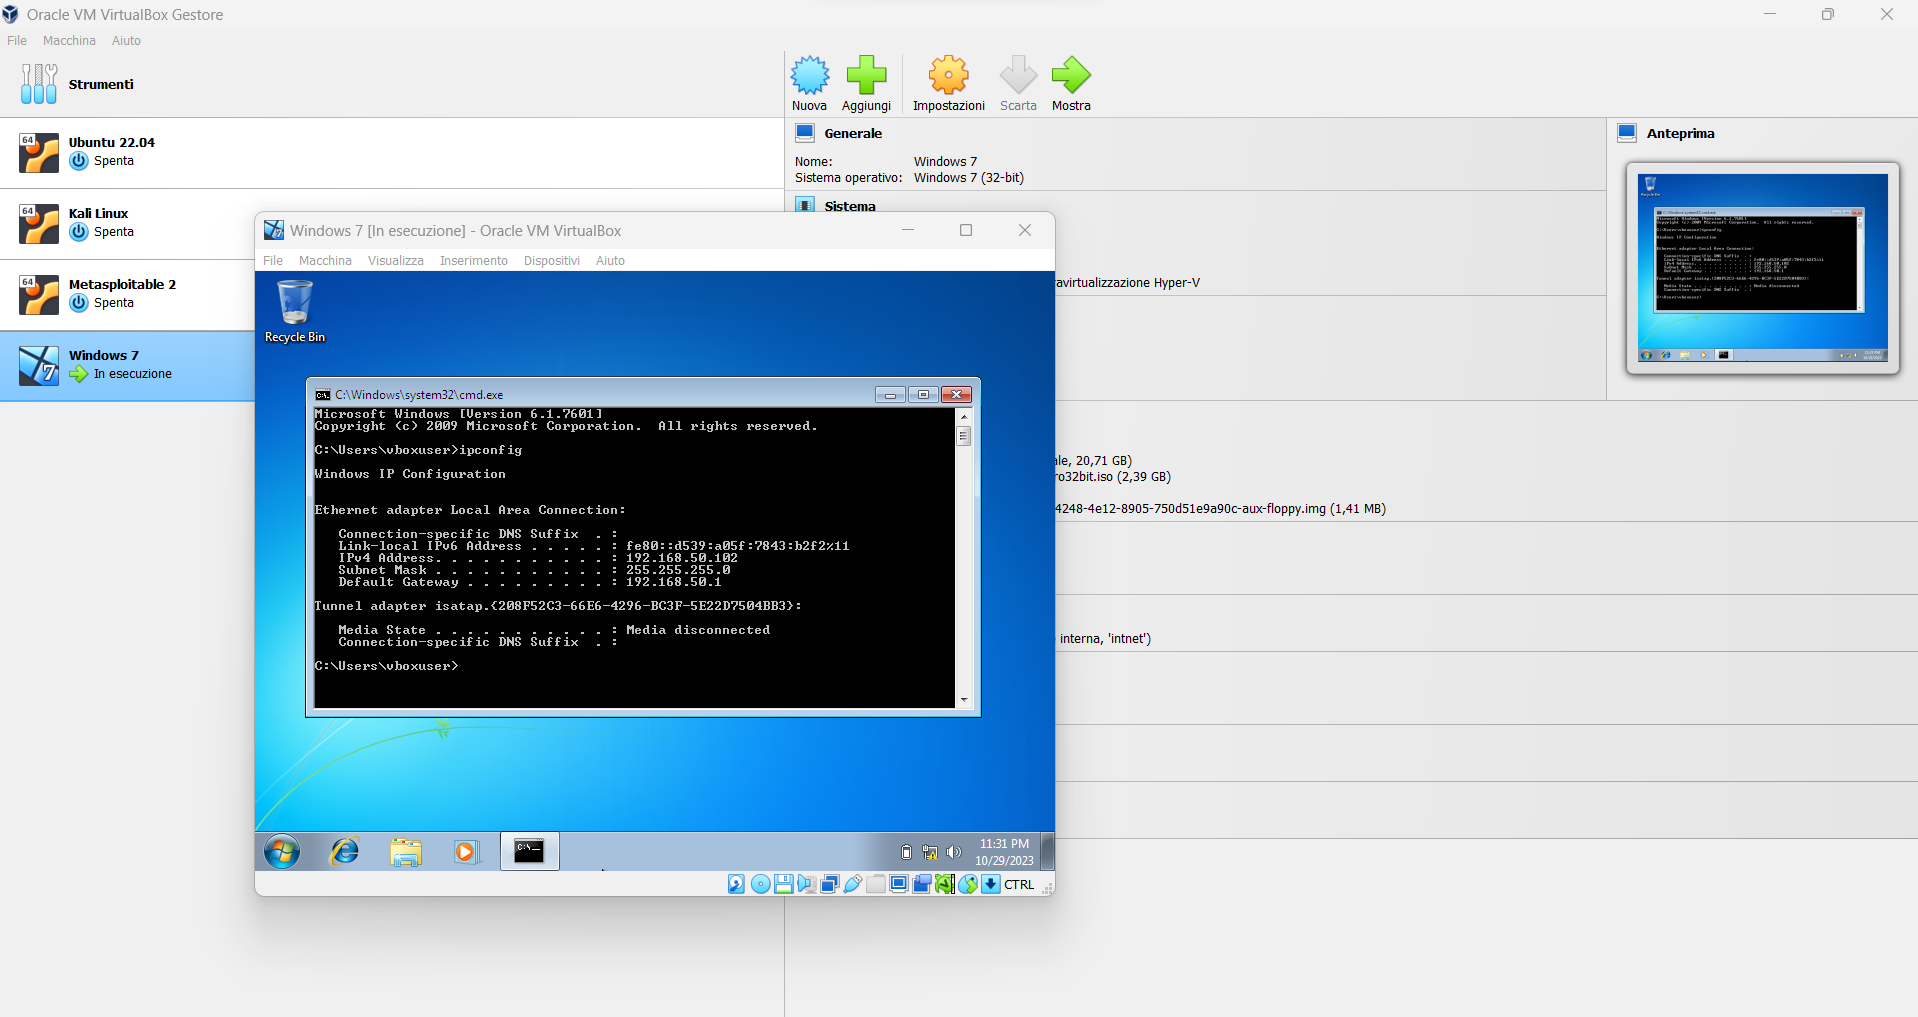 Oracle VM VirtualBox Gestore
File Macchina Aiuto
Strumenti
Nuova Aggiungi Impostazioni Scarta Mostra
64 Ubuntu 22.04
Spenta
64 Kali Linux
Spenta
64 Metasploitable 2
Spenta
7 Windows 7
In esecuzione
Generale
Nome: Windows 7
Sistema operativo: Windows 7 (32-bit)
Sistema
Anteprima
avirtualizzazione Hyper-V
ale, 20,71 GB)
ro32bit.iso (2,39 GB)
4248-4e12-8905-750d51e9a90c-aux-floppy.img (1,41 MB)
interna, 'intnet')
Windows 7 [In esecuzione] - Oracle VM VirtualBox
File Macchina Visualizza Inserimento Dispositivi Aiuto
Recycle Bin
C:\Windows\system32\cmd.exe
Microsoft Windows [Version 6.1.7601]
Copyright (c) 2009 Microsoft Corporation.  All rights reserved.
C:\Users\vboxuser>ipconfig
Windows IP Configuration
Ethernet adapter Local Area Connection:
Connection-specific DNS Suffix  . :
Link-local IPv6 Address . . . . . : fe80::d539:a05f:7843:b2f2%11
IPv4 Address. . . . . . . . . . . : 192.168.50.102
Subnet Mask . . . . . . . . . . . : 255.255.255.0
Default Gateway . . . . . . . . . : 192.168.50.1
Tunnel adapter isatap.{208F52C3-66E6-4296-BC3F-5E22D7504BB3}:
Media State . . . . . . . . . . . : Media disconnected
Connection-specific DNS Suffix  . :
C:\Users\vboxuser>
11:31 PM
10/29/2023
CTRL